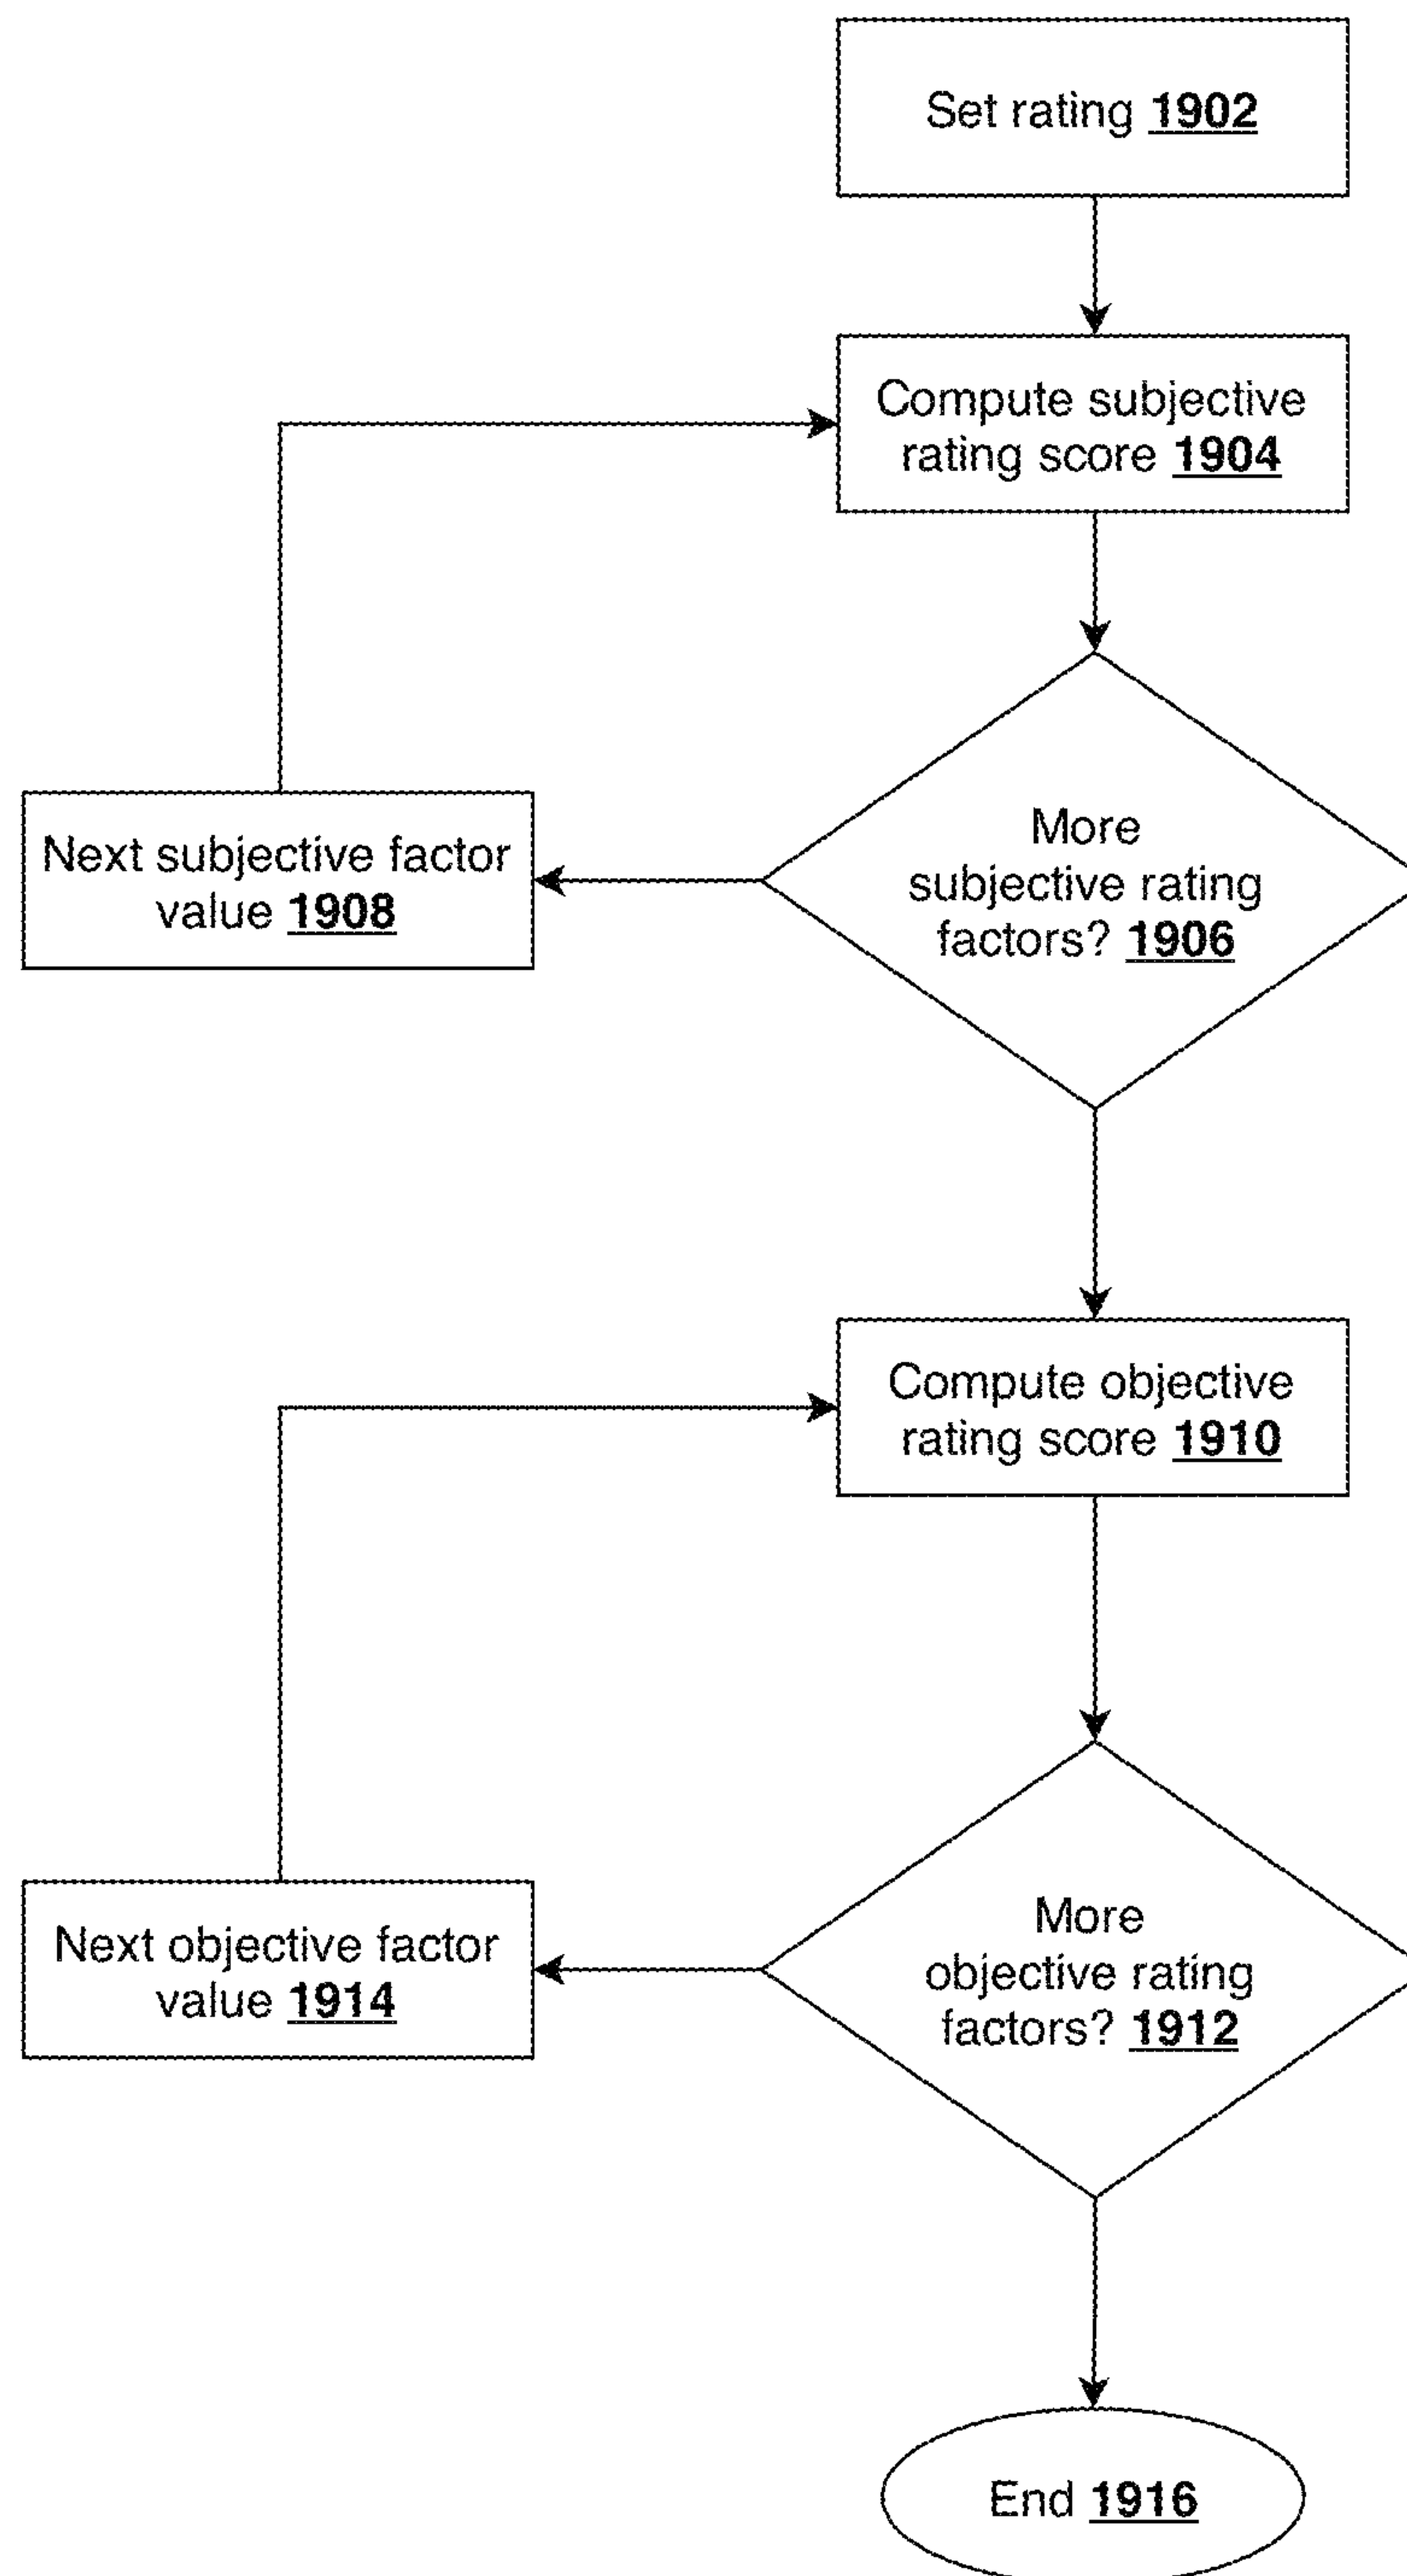 Set rating 1902
Compute subjective
rating score 1904
More
subjective rating
factors? 1906
Next subjective factor
value 1908
Compute objective
rating score 1910
More
objective rating
factors? 1912
Next objective factor
value 1914
End 1916